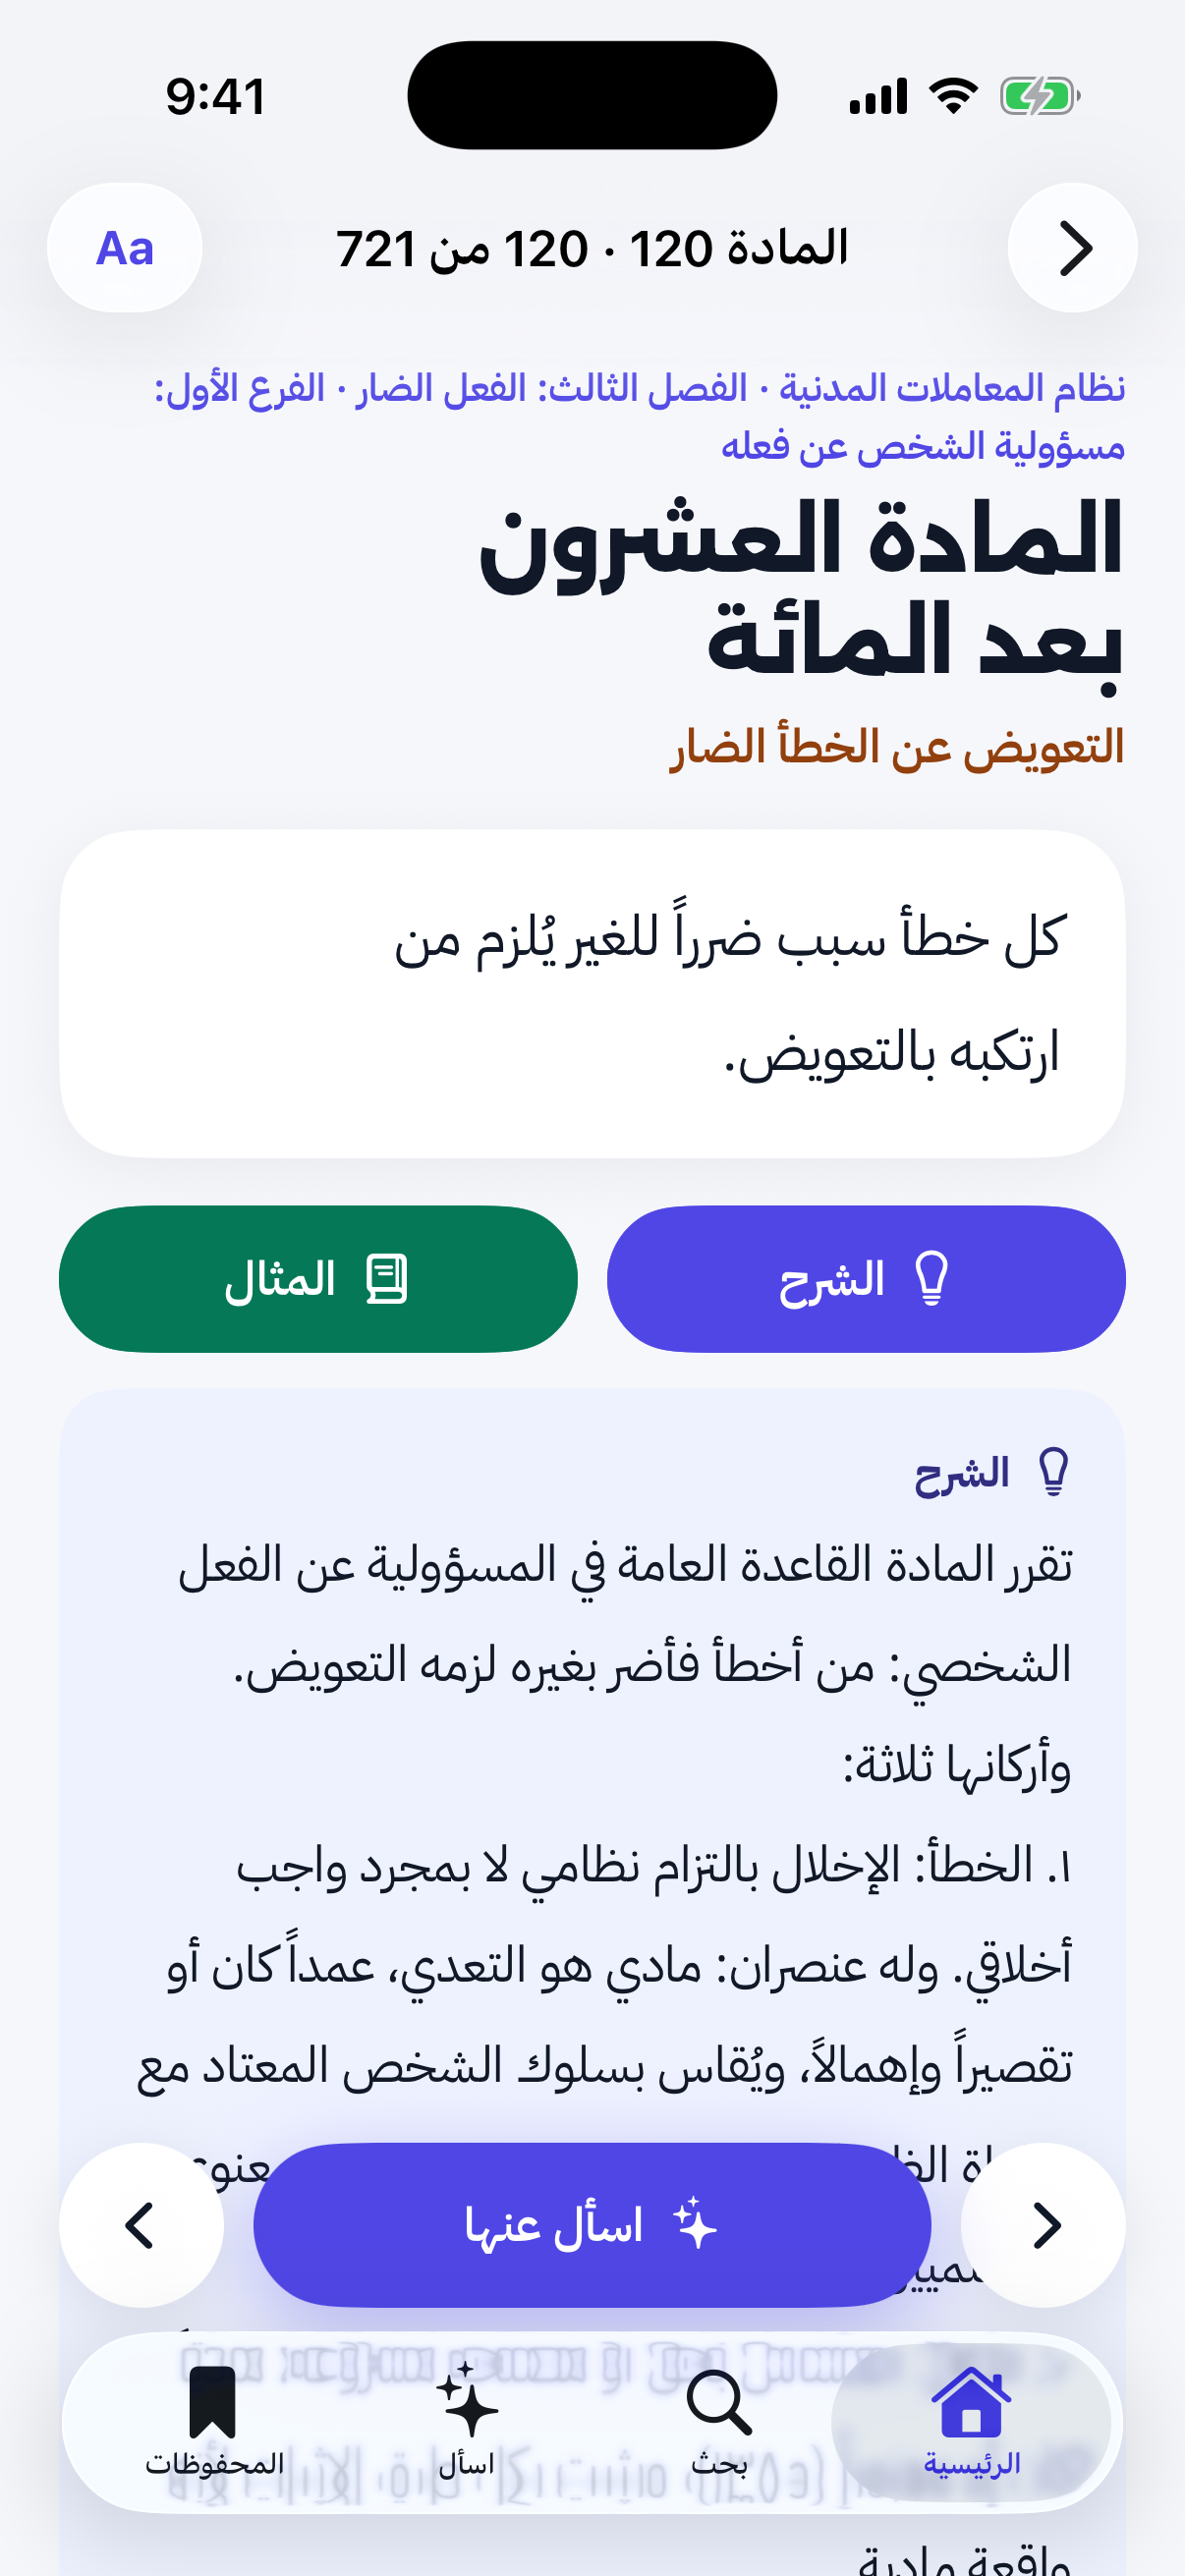 9:41
المادة 120 · 120 من 721
Aa
نظام المعاملات المدنية · الفصل الثالث: الفعل الضار · الفرع الأول:
مسؤولية الشخص عن فعله
المادة العشرون
بعد المائة
التعويض عن الخطأ الضار
كل خطأ سبب ضرراً للغير يُلزم من
ارتكبه بالتعويض.
الشرح
المثال
الشرح
تقرر المادة القاعدة العامة في المسؤولية عن الفعل
الشخصي: من أخطأ فأضر بغيره لزمه التعويض.
وأركانها ثلاثة:
١. الخطأ: الإخلال بالتزام نظامي لا بمجرد واجب
أخلاقي. وله عنصران: مادي هو التعدي، عمداً كان أو
تقصيراً وإهمالاً، ويُقاس بسلوك الشخص المعتاد مع
اسأل عنها
الرئيسية
بحث
اسأل
المحفوظات
واقعة مادية